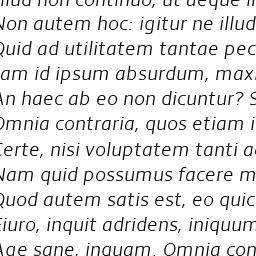 illud non continuo, ut aeque i
Non autem hoc: igitur ne illud
Quid ad utilitatem tantae pec
Iam id ipsum absurdum, maxi
An haec ab eo non dicuntur? S
Omnia contraria, quos etiam i
Certe, nisi voluptatem tanti a
Nam quid possumus facere m
Quod autem satis est, eo quic
Eiuro, inquit adridens, iniquum
Age sane, inquam. Omnia con